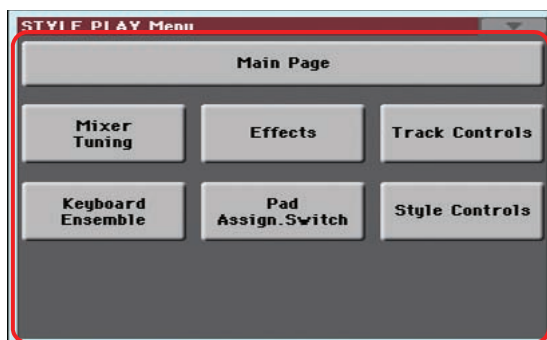 STYLE PLAY Menu
Main Page
Mixer
Tuning
Effects
Track Controls
Keyboard
Ensemble
Pad
Assign.Switch
Style Controls